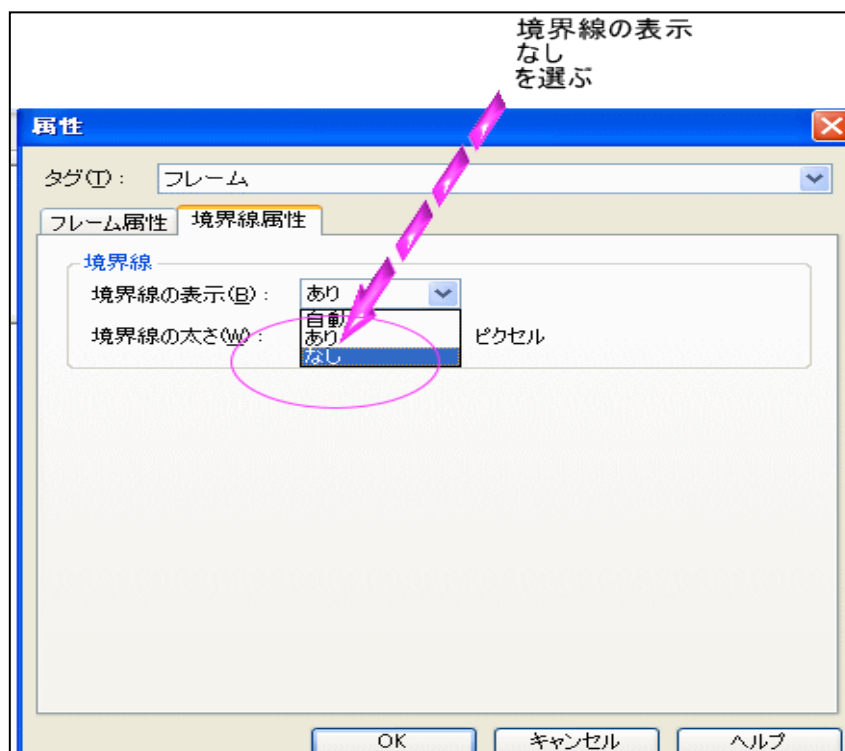 境界線の表示
なし
を選ぶ
属性
タグ(T): フレーム
フレーム属性 境界線属性
境界線
境界線の表示(B): あり
自動
境界線の太さ(W): あり ピクセル
なし
OK キャンセル ヘルプ